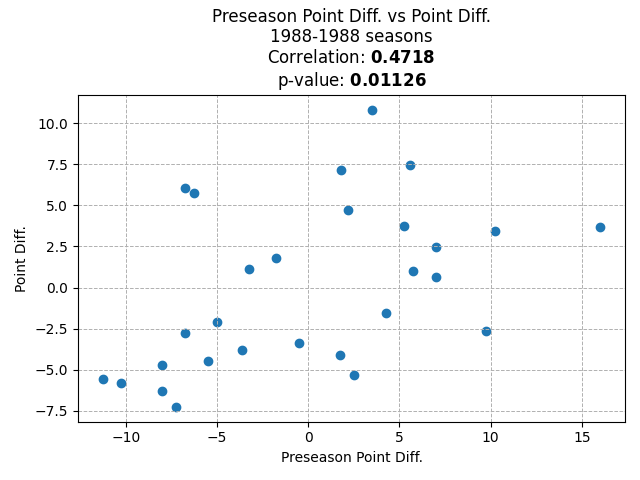 Preseason Point Diff. vs Point Diff.
1988-1988 seasons
Correlation: 0.4718
p-value: 0.01126
10.0
7.5
5.0
2.5
0.0
−2.5
−5.0
−7.5
Point Diff.
−10 −5 0 5 10 15
Preseason Point Diff.